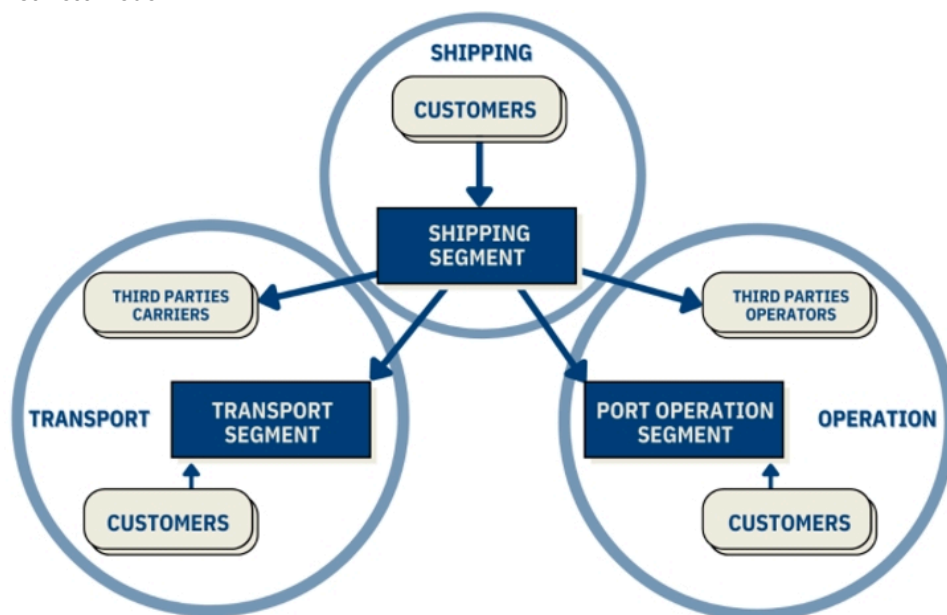 SHIPPING
CUSTOMERS
SHIPPING
SEGMENT
THIRD PARTIES
CARRIERS
THIRD PARTIES
OPERATORS
TRANSPORT
TRANSPORT
SEGMENT
PORT OPERATION
SEGMENT
OPERATION
CUSTOMERS
CUSTOMERS